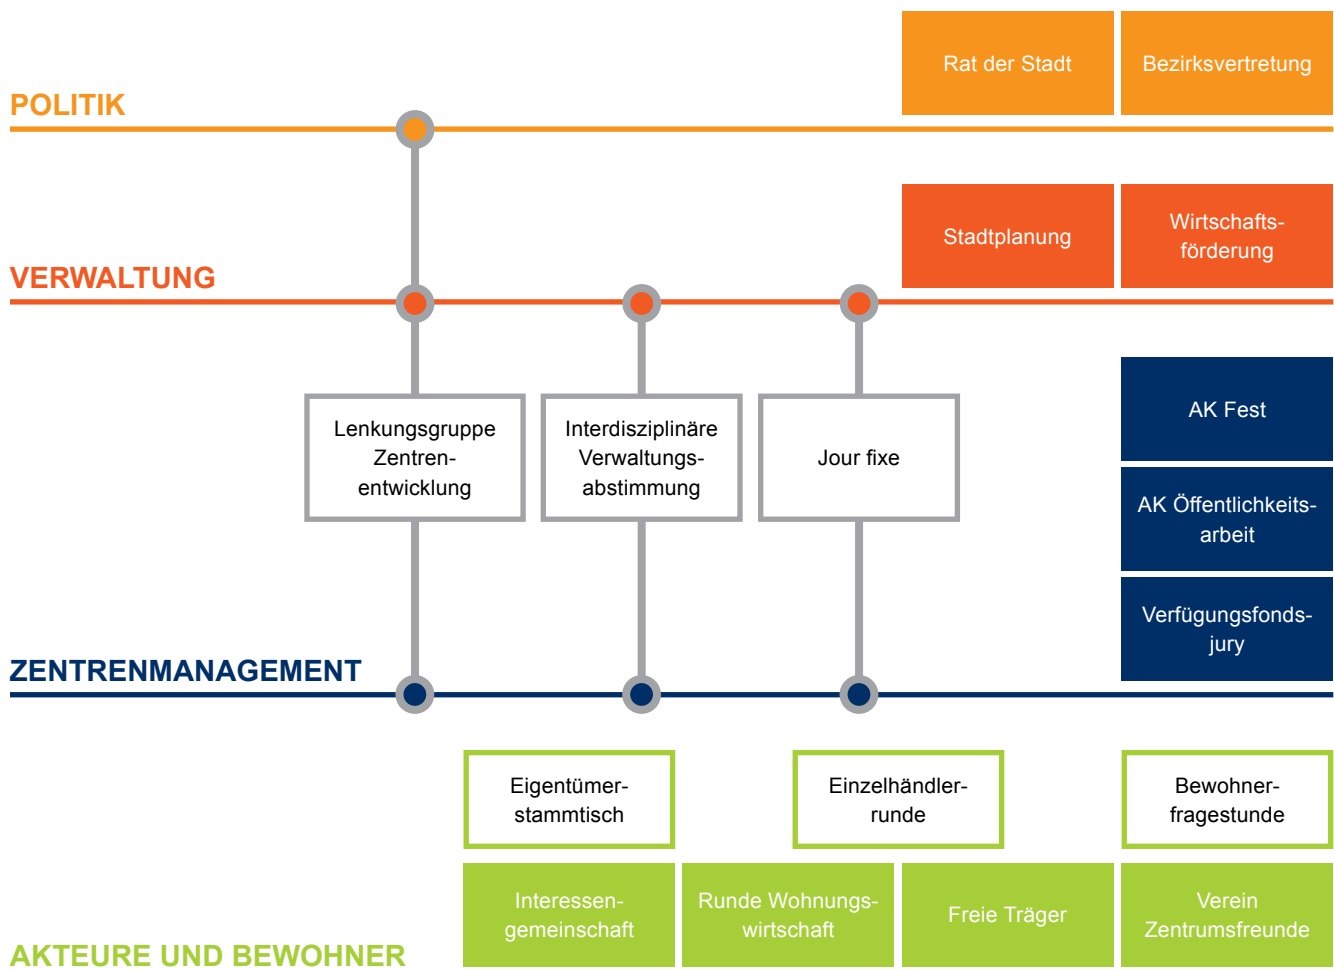 Rat der Stadt
Bezirksvertretung
POLITIK
Stadtplanung
Wirtschafts-
förderung
VERWALTUNG
Lenkungsgruppe
Zentren-
entwicklung
Interdisziplinäre
Verwaltungs-
abstimmung
Jour fixe
AK Fest
AK Öffentlichkeits-
arbeit
Verfügungsfonds-
jury
ZENTRENMANAGEMENT
Eigentümer-
stammtisch
Einzelhändler-
runde
Bewohner-
fragestunde
Interessen-
gemeinschaft
Runde Wohnungs-
wirtschaft
Freie Träger
Verein
Zentrumsfreunde
AKTEURE UND BEWOHNER